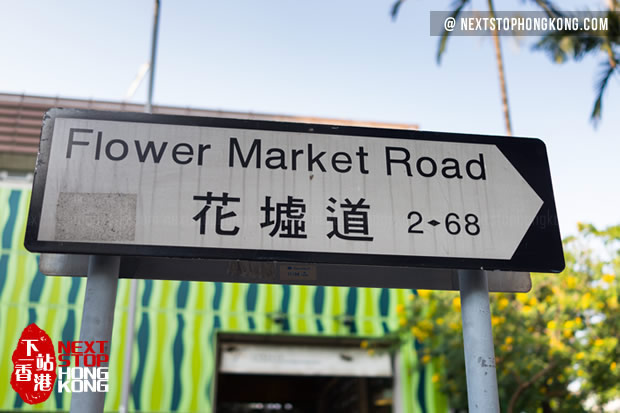 @ NEXTSTOPHONGKONG.COM
Flower Market Road
花墟道 2-68
下一站香港
NEXT
STOP
HONG
KONG